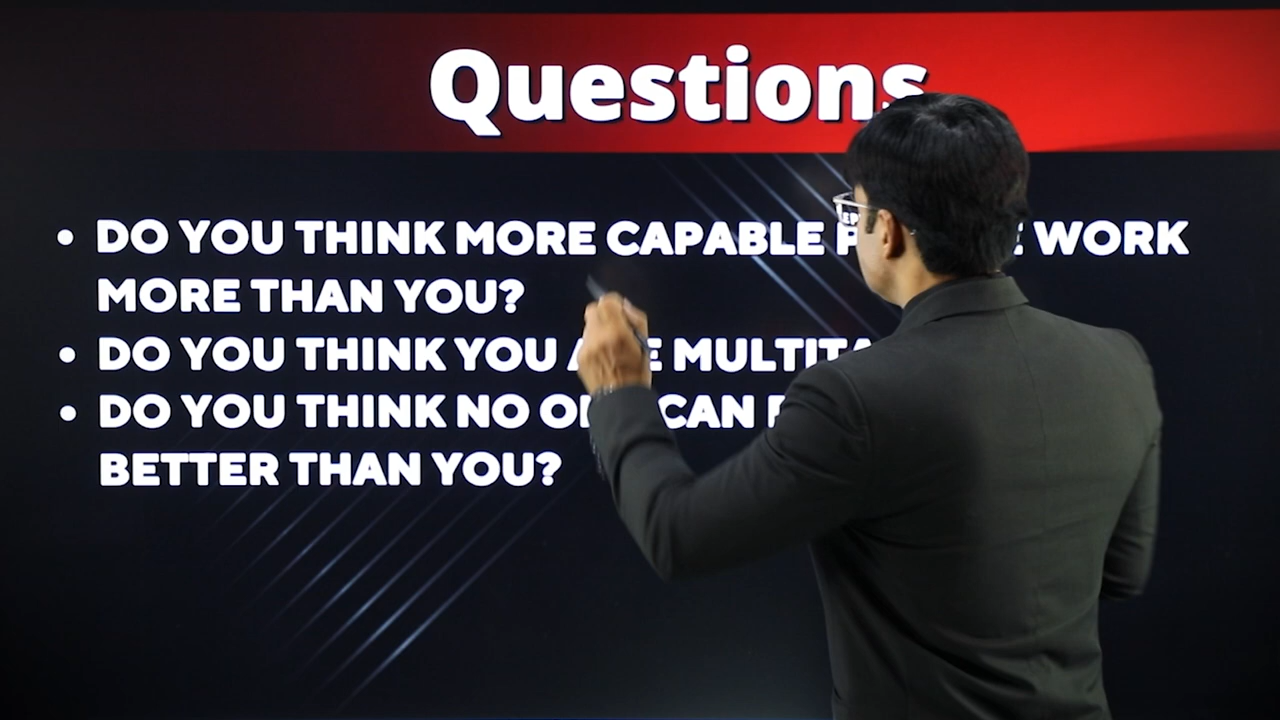 Questions
• DO YOU THINK MORE CAPABLE WORK
MORE THAN YOU?
• DO YOU THINK YOU
• DO YOU THINK NO CAN
BETTER THAN YOU?